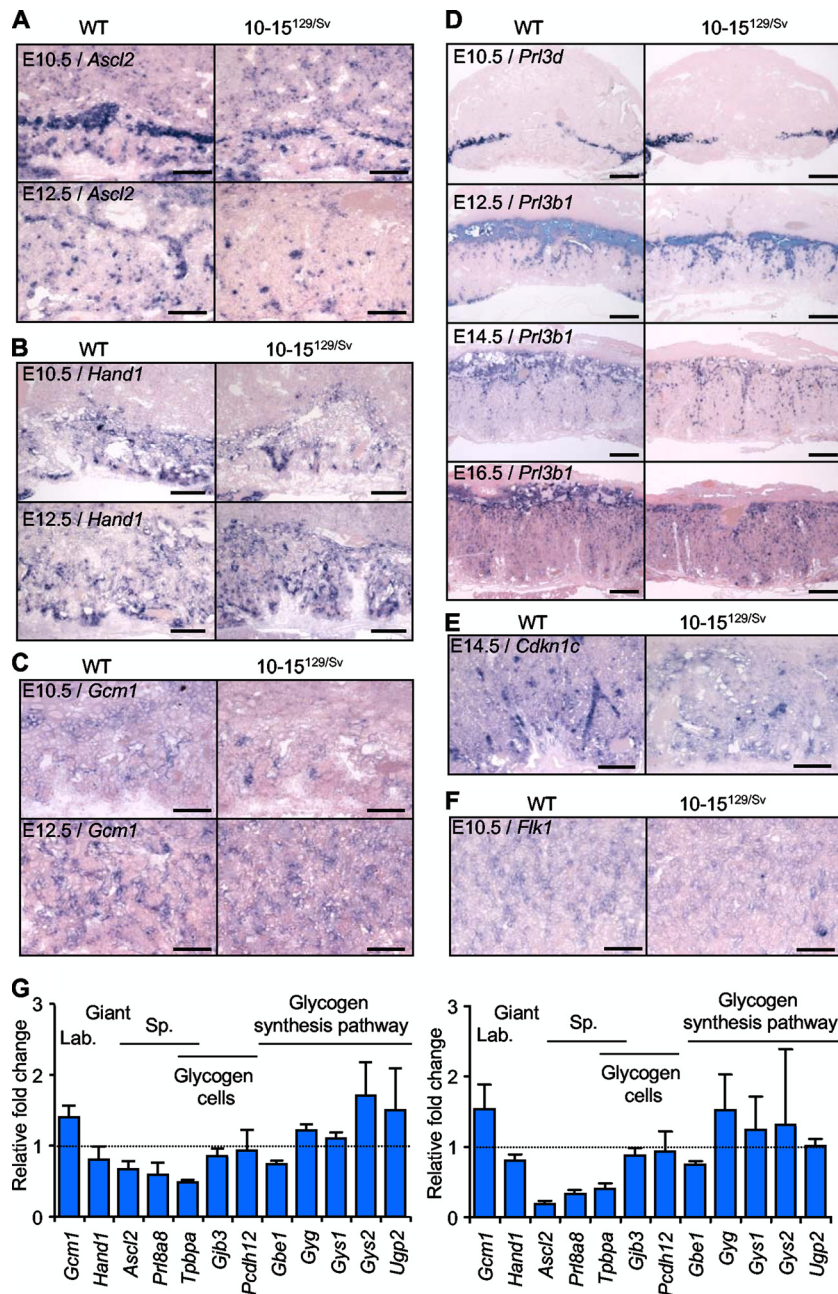 A
WT 10-15129/Sv
E10.5 / Ascl2
E12.5 / Ascl2
B
WT 10-15129/Sv
E10.5 / Hand1
E12.5 / Hand1
C
WT 10-15129/Sv
E10.5 / Gcm1
E12.5 / Gcm1
D
WT 10-15129/Sv
E10.5 / Prl3d
E12.5 / Prl3b1
E14.5 / Prl3b1
E16.5 / Prl3b1
E
WT 10-15129/Sv
E14.5 / Cdkn1c
F
WT 10-15129/Sv
E10.5 / Flk1
G
Relative fold change
3
2
1
0
Giant
Lab.
Sp.
Glycogen
cells
Glycogen
synthesis pathway
Gcm1 Hand1 Ascl2 Prl8a8 Tpbpa Gjb3 Pcdh12 Gbe1 Gyg Gys1 Gys2 Ugp2
Relative fold change
3
2
1
0
Giant
Lab.
Sp.
Glycogen
cells
Glycogen
synthesis pathway
Gcm1 Hand1 Ascl2 Prl8a8 Tpbpa Gjb3 Pcdh12 Gbe1 Gyg Gys1 Gys2 Ugp2